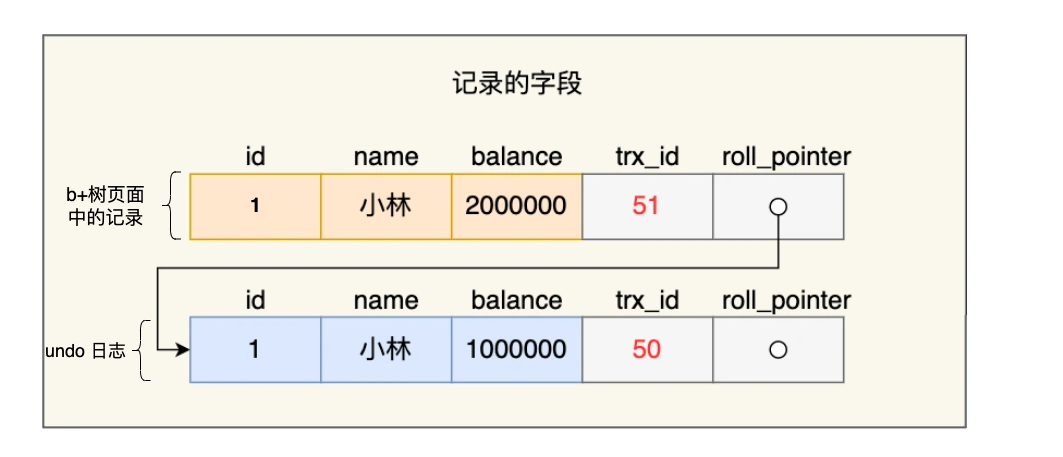 记录的字段
id name balance trx_id roll_pointer
b+树页面
中的记录
1 小林 2000000 51
id name balance trx_id roll_pointer
undo 日志 1 小林 1000000 50